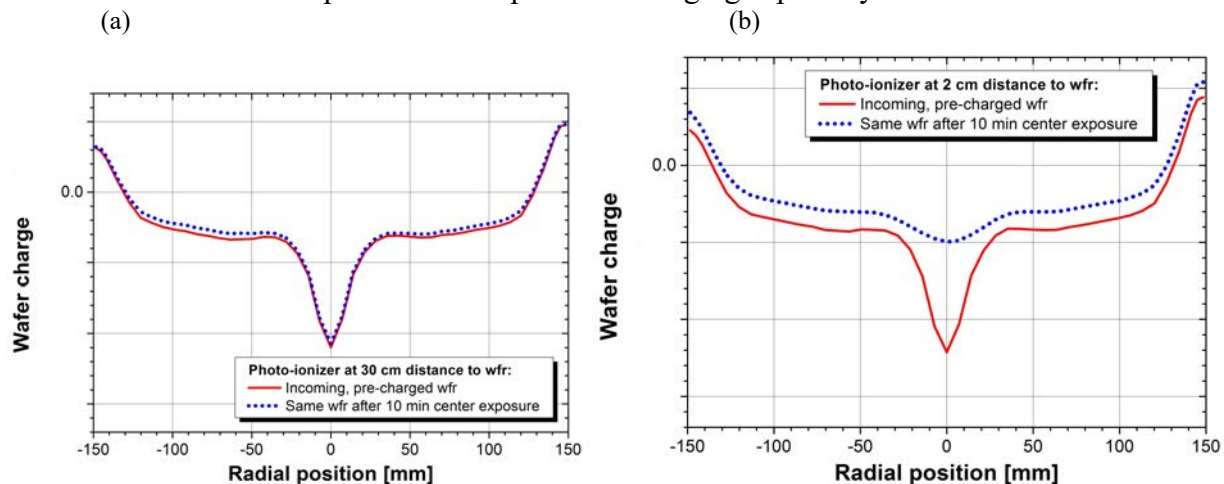 (a) (b)
Photo-ionizer at 30 cm distance to wfr:
Incoming, pre-charged wfr
Same wfr after 10 min center exposure
0.0
Wafer charge
-150 -100 -50 0 50 100 150
Radial position [mm]
Photo-ionizer at 2 cm distance to wfr:
Incoming, pre-charged wfr
Same wfr after 10 min center exposure
0.0
Wafer charge
-150 -100 -50 0 50 100 150
Radial position [mm]